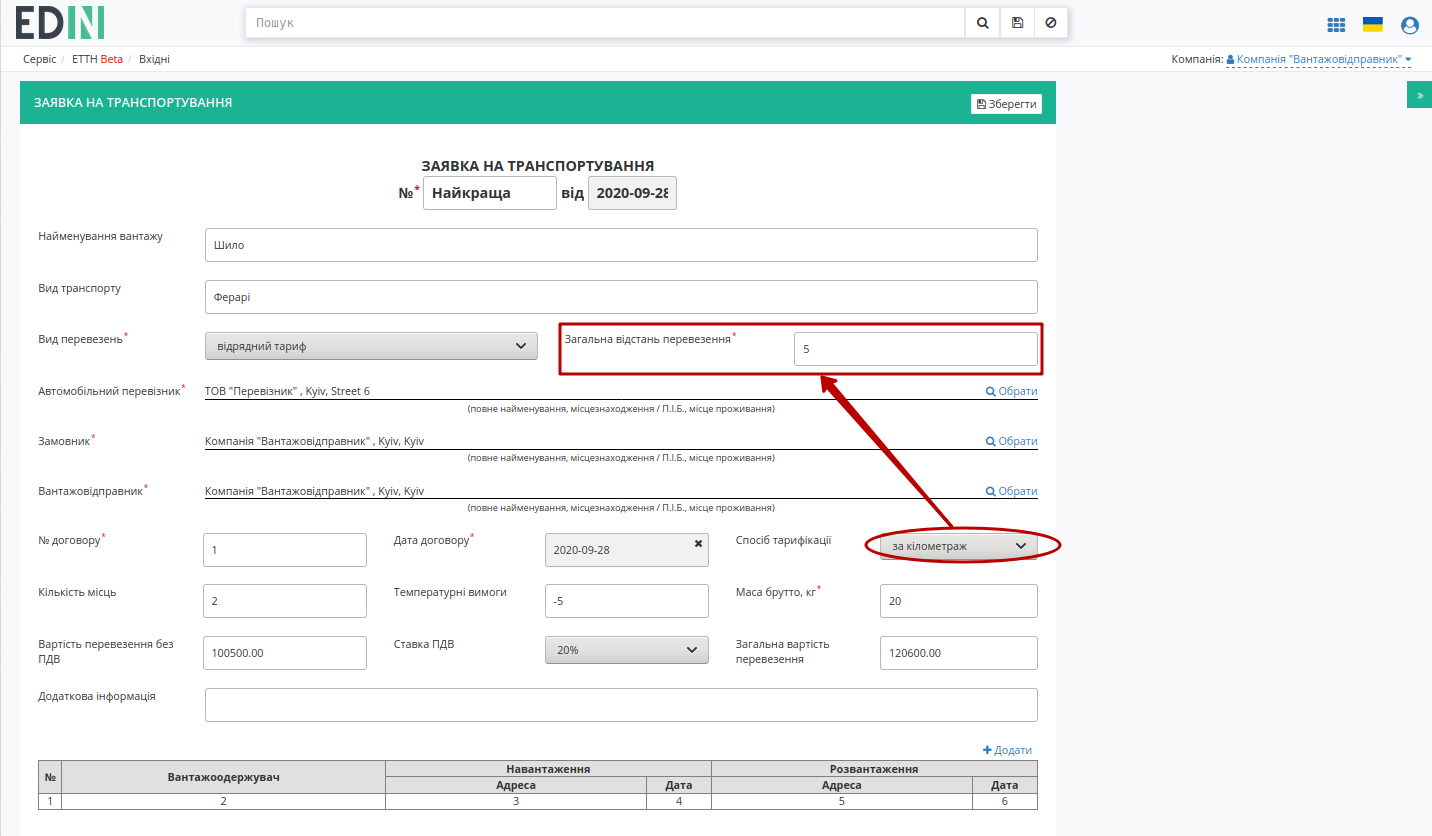 EDIN
Пошук
Сервіс / ЕТТН Beta / Вхідні
Компанія: Компанія "Вантажовідправник"
ЗАЯВКА НА ТРАНСПОРТУВАННЯ
Зберегти
»
ЗАЯВКА НА ТРАНСПОРТУВАННЯ
№* Найкраща від 2020-09-28
Найменування вантажу Шило
Вид транспорту Ферарі
Вид перевезень* відрядний тариф Загальна відстань перевезення* 5
Автомобільний перевізник* ТОВ "Перевізник" , Kyiv, Street 6 Обрати
(повне найменування, місцезнаходження / П.І.Б., місце проживання)
Замовник* Компанія "Вантажовідправник" , Kyiv, Kyiv Обрати
(повне найменування, місцезнаходження / П.І.Б., місце проживання)
Вантажовідправник* Компанія "Вантажовідправник" , Kyiv, Kyiv Обрати
(повне найменування, місцезнаходження / П.І.Б., місце проживання)
№ договору* 1 Дата договору* 2020-09-28 Спосіб тарифікації за кілометраж
Кількість місць 2 Температурні вимоги -5 Маса брутто, кг* 20
Вартість перевезення без ПДВ 100500.00 Ставка ПДВ 20% Загальна вартість перевезення 120600.00
Додаткова інформація
Додати
№ Вантажоодержувач Навантаження Розвантаження
Адреса Дата Адреса Дата
1 2 3 4 5 6